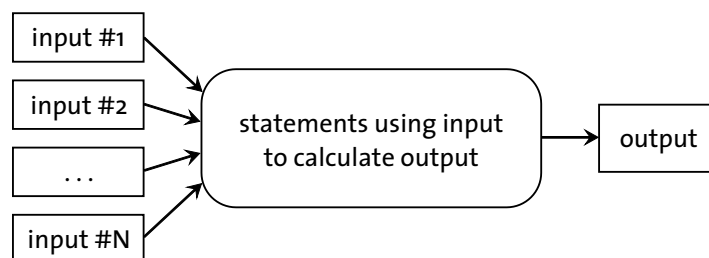 input #1
input #2
...
input #N
statements using input
to calculate output
output